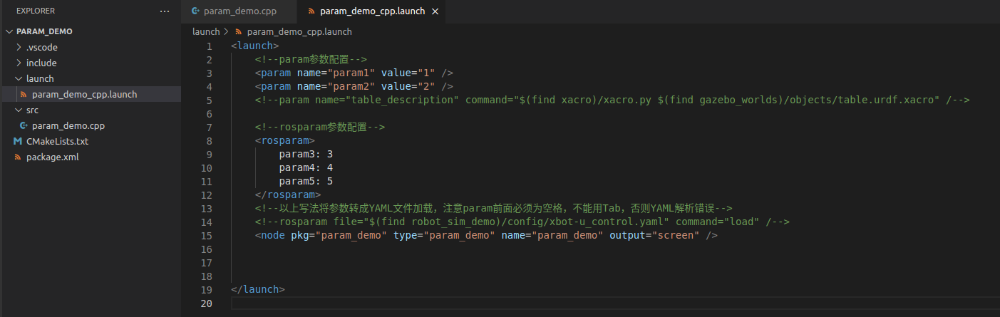 EXPLORER
···
param_demo.cpp
param_demo_cpp.launch
PARAM_DEMO
launch > param_demo_cpp.launch
.vscode
include
launch
param_demo_cpp.launch
src
param_demo.cpp
CMakeLists.txt
package.xml
1 <launch>
2 <!--param参数配置-->
3 <param name="param1" value="1" />
4 <param name="param2" value="2" />
5 <!--param name="table_description" command="$(find xacro)/xacro.py $(find gazebo_worlds)/objects/table.urdf.xacro" /-->
6
7 <!--rosparam参数配置-->
8 <rosparam>
9 param3: 3
10 param4: 4
11 param5: 5
12 </rosparam>
13 <!--以上写法将参数转成YAML文件加载，注意param前面必须为空格，不能用Tab，否则YAML解析错误-->
14 <!--rosparam file="$(find robot_sim_demo)/config/xbot-u_control.yaml" command="load" /-->
15 <node pkg="param_demo" type="param_demo" name="param_demo" output="screen" />
16
17
18
19 </launch>
20